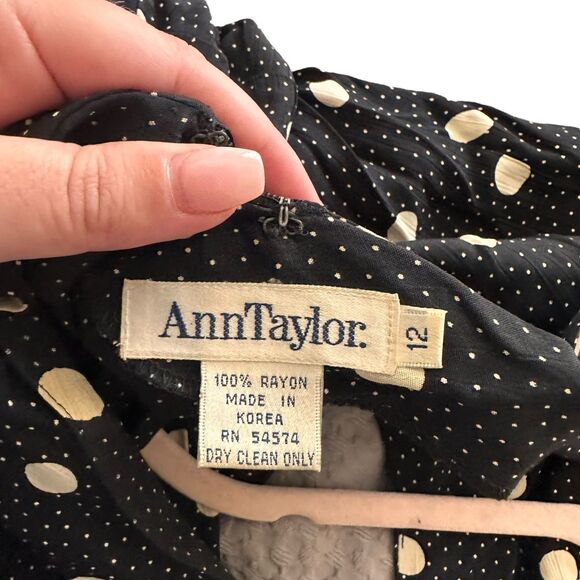 AnnTaylor.
12
100% RAYON
MADE IN
KOREA
RN 54574
DRY CLEAN ONLY